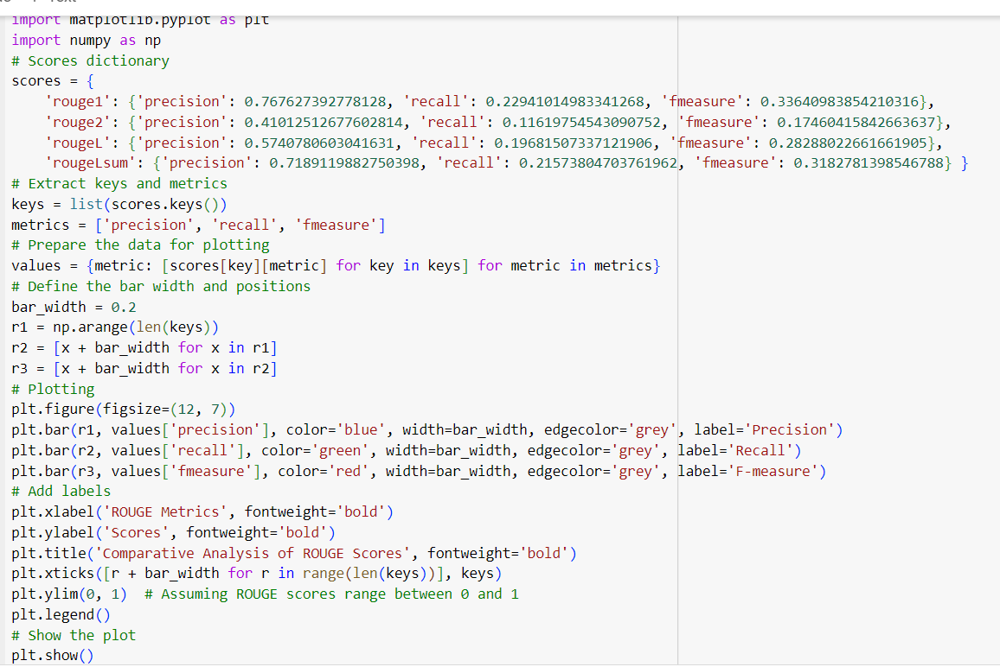 import matplotlib.pyplot as plt
import numpy as np
# Scores dictionary
scores = {
    'rouge1': {'precision': 0.767627392778128, 'recall': 0.22941014983341268, 'fmeasure': 0.33640983854210316},
    'rouge2': {'precision': 0.41012512677602814, 'recall': 0.11619754543090752, 'fmeasure': 0.17460415842663637},
    'rougeL': {'precision': 0.5740780603041631, 'recall': 0.19681507337121906, 'fmeasure': 0.28288022661661905},
    'rougeLsum': {'precision': 0.7189119882750398, 'recall': 0.21573804703761962, 'fmeasure': 0.3182781398546788} }
# Extract keys and metrics
keys = list(scores.keys())
metrics = ['precision', 'recall', 'fmeasure']
# Prepare the data for plotting
values = {metric: [scores[key][metric] for key in keys] for metric in metrics}
# Define the bar width and positions
bar_width = 0.2
r1 = np.arange(len(keys))
r2 = [x + bar_width for x in r1]
r3 = [x + bar_width for x in r2]
# Plotting
plt.figure(figsize=(12, 7))
plt.bar(r1, values['precision'], color='blue', width=bar_width, edgecolor='grey', label='Precision')
plt.bar(r2, values['recall'], color='green', width=bar_width, edgecolor='grey', label='Recall')
plt.bar(r3, values['fmeasure'], color='red', width=bar_width, edgecolor='grey', label='F-measure')
# Add labels
plt.xlabel('ROUGE Metrics', fontweight='bold')
plt.ylabel('Scores', fontweight='bold')
plt.title('Comparative Analysis of ROUGE Scores', fontweight='bold')
plt.xticks([r + bar_width for r in range(len(keys))], keys)
plt.ylim(0, 1)  # Assuming ROUGE scores range between 0 and 1
plt.legend()
# Show the plot
plt.show()